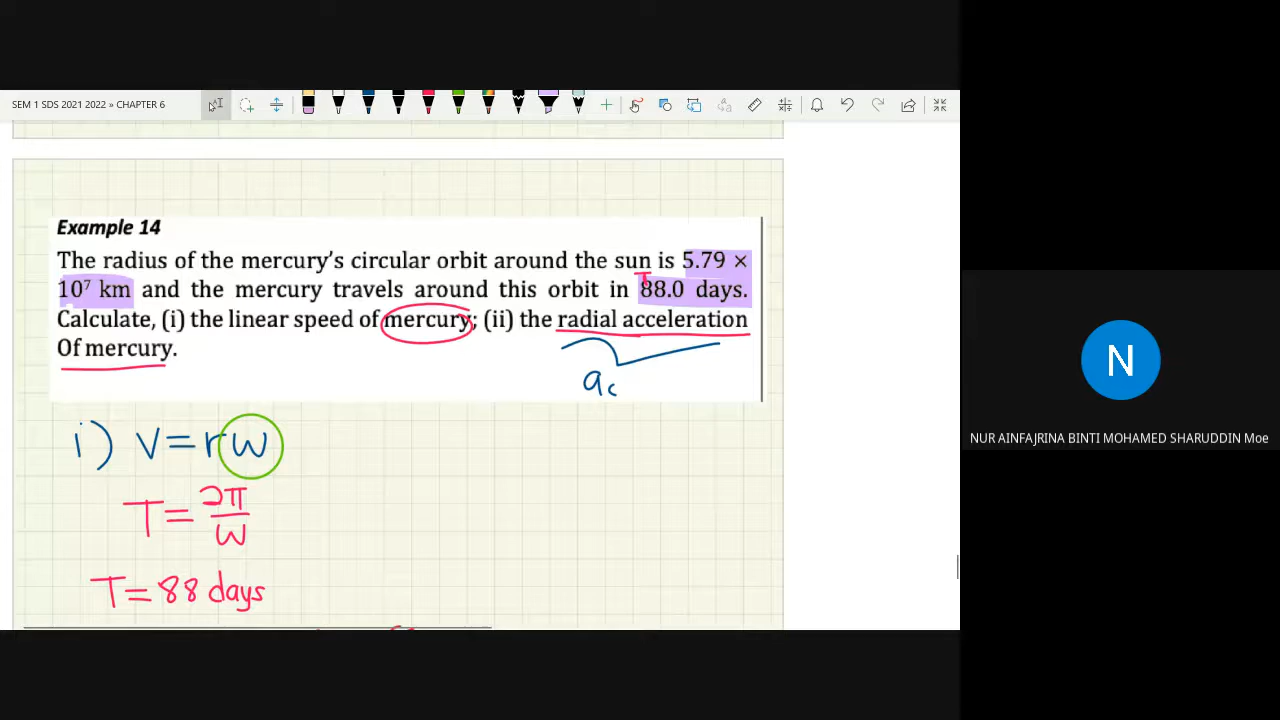 SEM 1 SDS 2021 2022 » CHAPTER 6
Example 14
The radius of the mercury's circular orbit around the sun is 5.79 ×
10⁷ km and the mercury travels around this orbit in 88.0 days.
T
Calculate, (i) the linear speed of mercury; (ii) the radial acceleration
Of mercury.
ac
i) v=rw
T=2π/w
T=88 days
N
NUR AINFAJRINA BINTI MOHAMED SHARUDDIN Moe